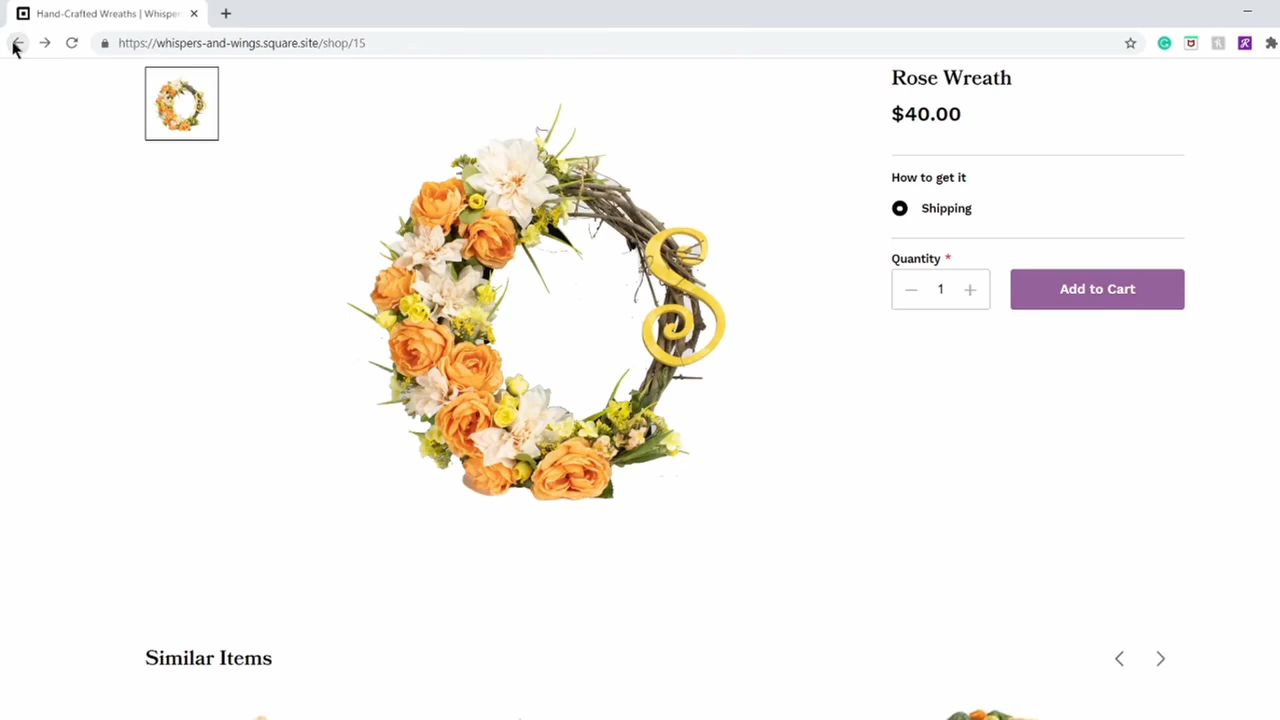 Hand-Crafted Wreaths | Whisper
https://whispers-and-wings.square.site/shop/15
Rose Wreath
$40.00
How to get it
Shipping
Quantity *
1
Add to Cart
S
Similar Items